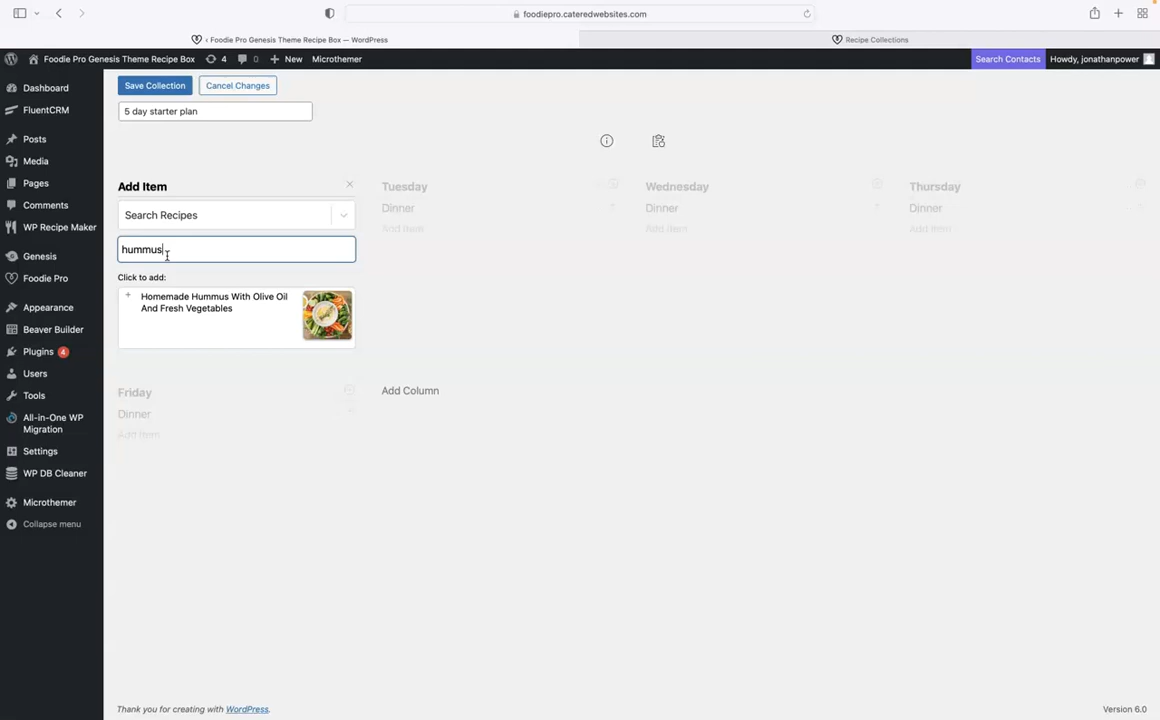 foodiepro.cateredwebsites.com
‹ Foodie Pro Genesis Theme Recipe Box — WordPress
Recipe Collections
Foodie Pro Genesis Theme Recipe Box
4
0
New
Microthemer
Search Contacts
Howdy, jonathanpower
Dashboard
FluentCRM
Posts
Media
Pages
Comments
WP Recipe Maker
Genesis
Foodie Pro
Appearance
Beaver Builder
Plugins 4
Users
Tools
All-in-One WP
Migration
Settings
WP DB Cleaner
Microthemer
Collapse menu
Save Collection
Cancel Changes
5 day starter plan
Add Item
Search Recipes
hummus
Click to add:
Homemade Hummus With Olive Oil
And Fresh Vegetables
Tuesday
Dinner
Add Item
Wednesday
Dinner
Add Item
Thursday
Dinner
Add Item
Friday
Dinner
Add Item
Add Column
Thank you for creating with WordPress.
Version 6.0